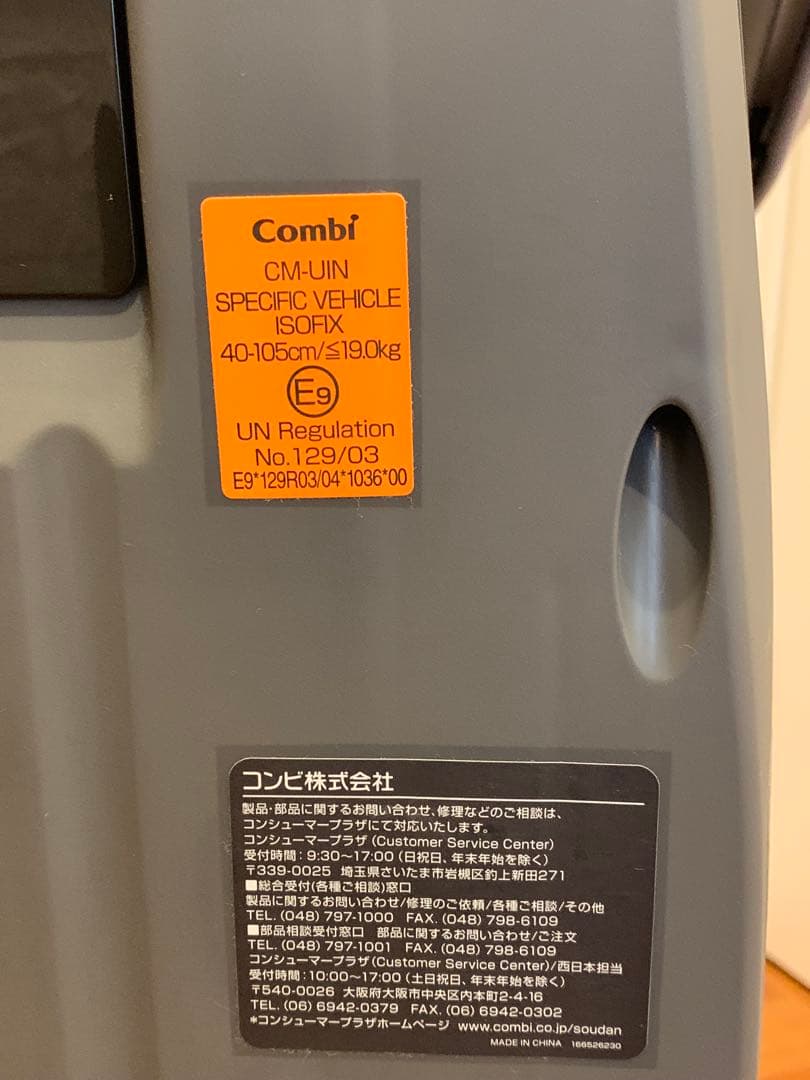 Combi
CM-UIN
SPECIFIC VEHICLE
ISOFIX
40-105cm/≦19.0kg
E9
UN Regulation
No.129/03
E9*129R03/04*1036*00
コンビ株式会社
製品・部品に関するお問い合わせ、修理などのご相談は、
コンシューマープラザにて対応いたします。
コンシューマープラザ (Customer Service Center)
受付時間：9:30～17:00 (日祝日、年末年始を除く)
〒339-0025 埼玉県さいたま市岩槻区釣上新田271
■総合受付(各種ご相談)窓口
製品に関するお問い合わせ/修理のご依頼/各種ご相談/その他
TEL. (048) 797-1000 FAX. (048) 798-6109
■部品相談受付窓口 部品に関するお問い合わせ/ご注文
TEL. (048) 797-1001 FAX. (048) 798-6109
コンシューマープラザ(Customer Service Center)/西日本担当
受付時間：10:00～17:00 (土日祝日、年末年始を除く)
〒540-0026 大阪府大阪市中央区内本町2-4-16
TEL. (06) 6942-0379 FAX. (06) 6942-0302
*コンシューマープラザホームページ www.combi.co.jp/soudan
MADE IN CHINA 166526230